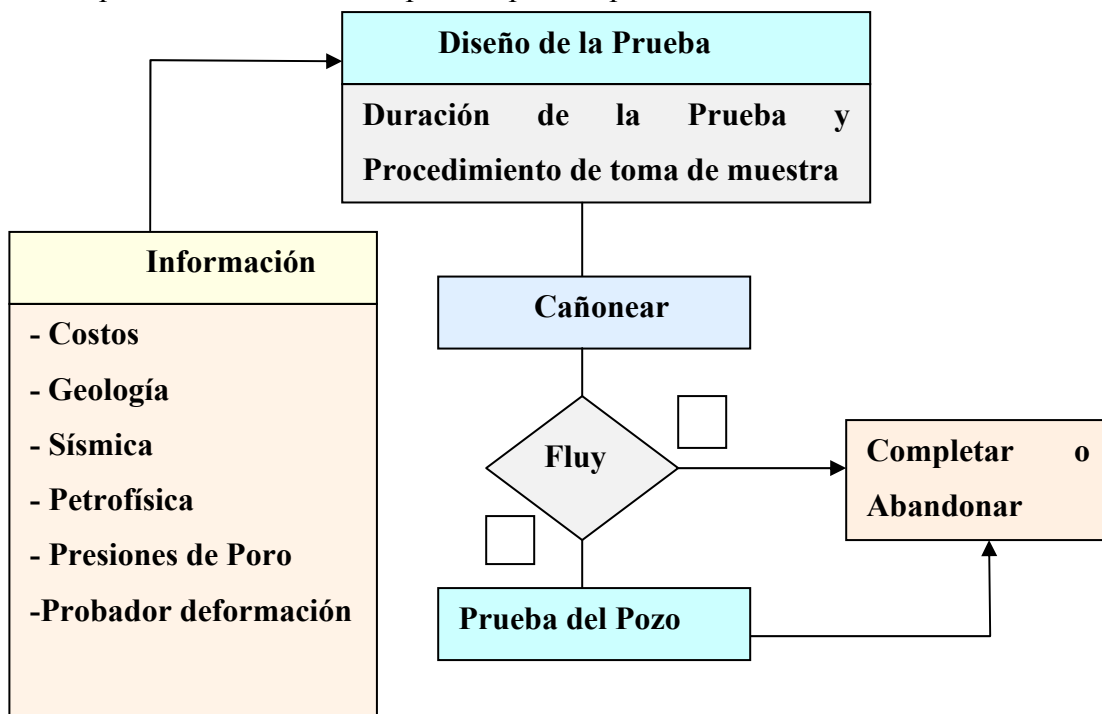 Diseño de la Prueba
Duración de la Prueba y
Procedimiento de toma de muestra
Información
- Costos
- Geología
- Sísmica
- Petrofísica
- Presiones de Poro
-Probador deformación
Cañonear
Fluy
Completar o
Abandonar
Prueba del Pozo